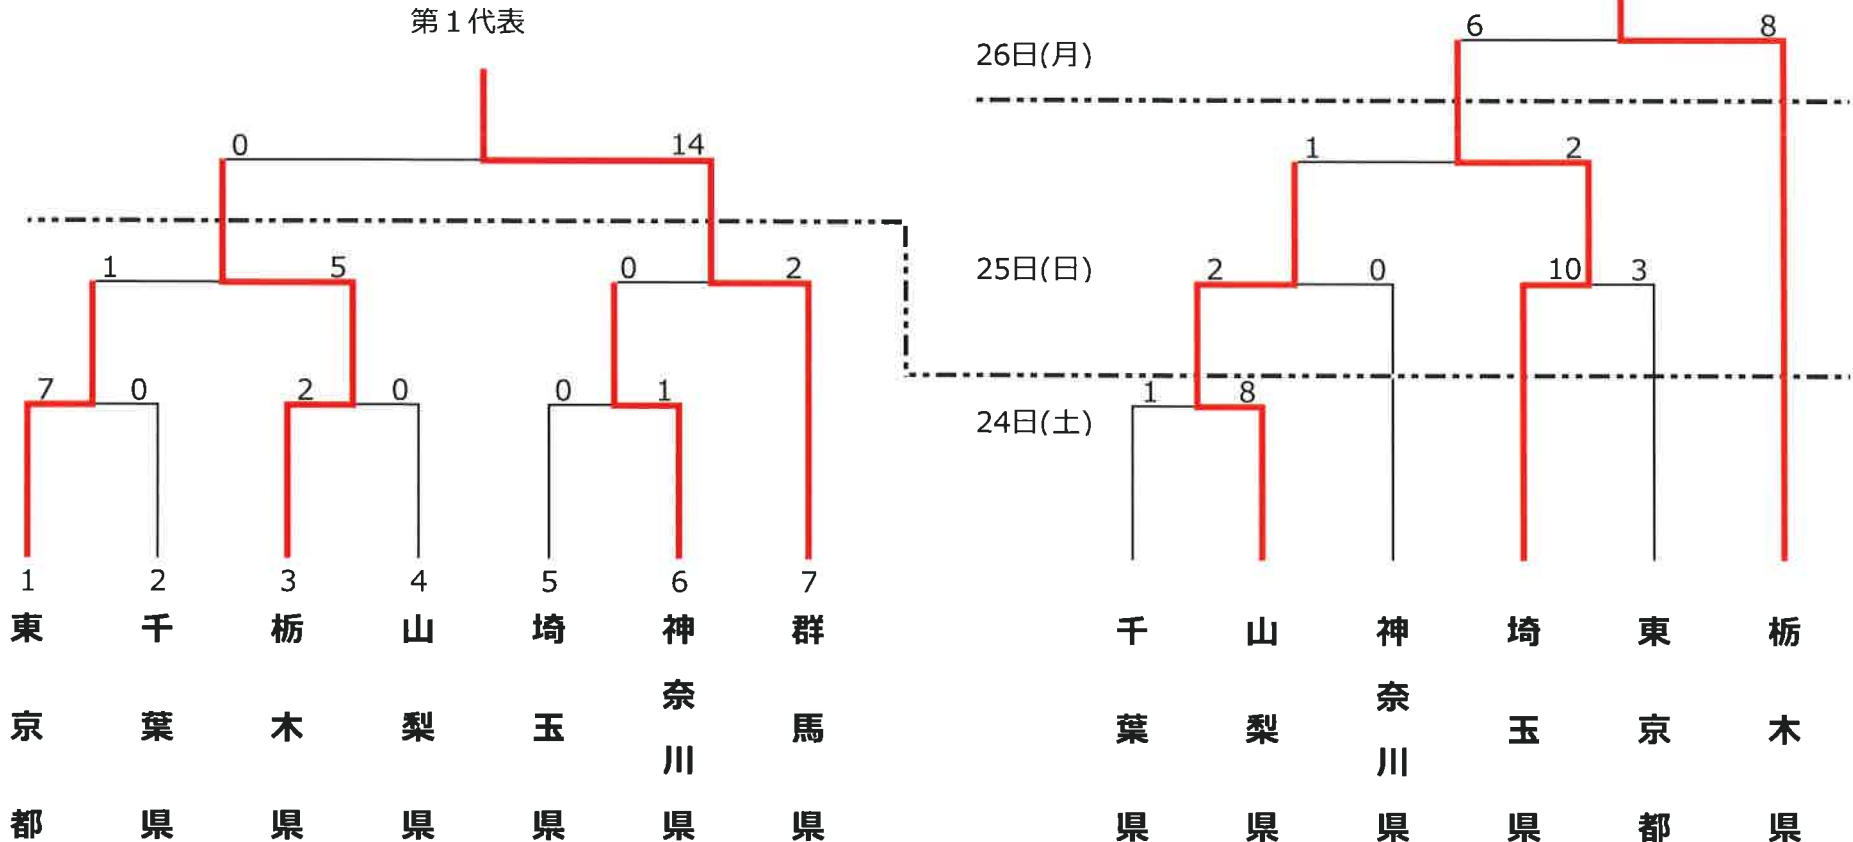 第１代表
6 8
26日(月)
0 14
1 2
1 5 0 2
25日(日)
2 0 10 3
7 0 2 0 0 1
24日(土)
1 8
1 2 3 4 5 6 7
東京都
千葉県
栃木県
山梨県
埼玉県
神奈川県
群馬県
千葉県
山梨県
神奈川県
埼玉県
東京都
栃木県